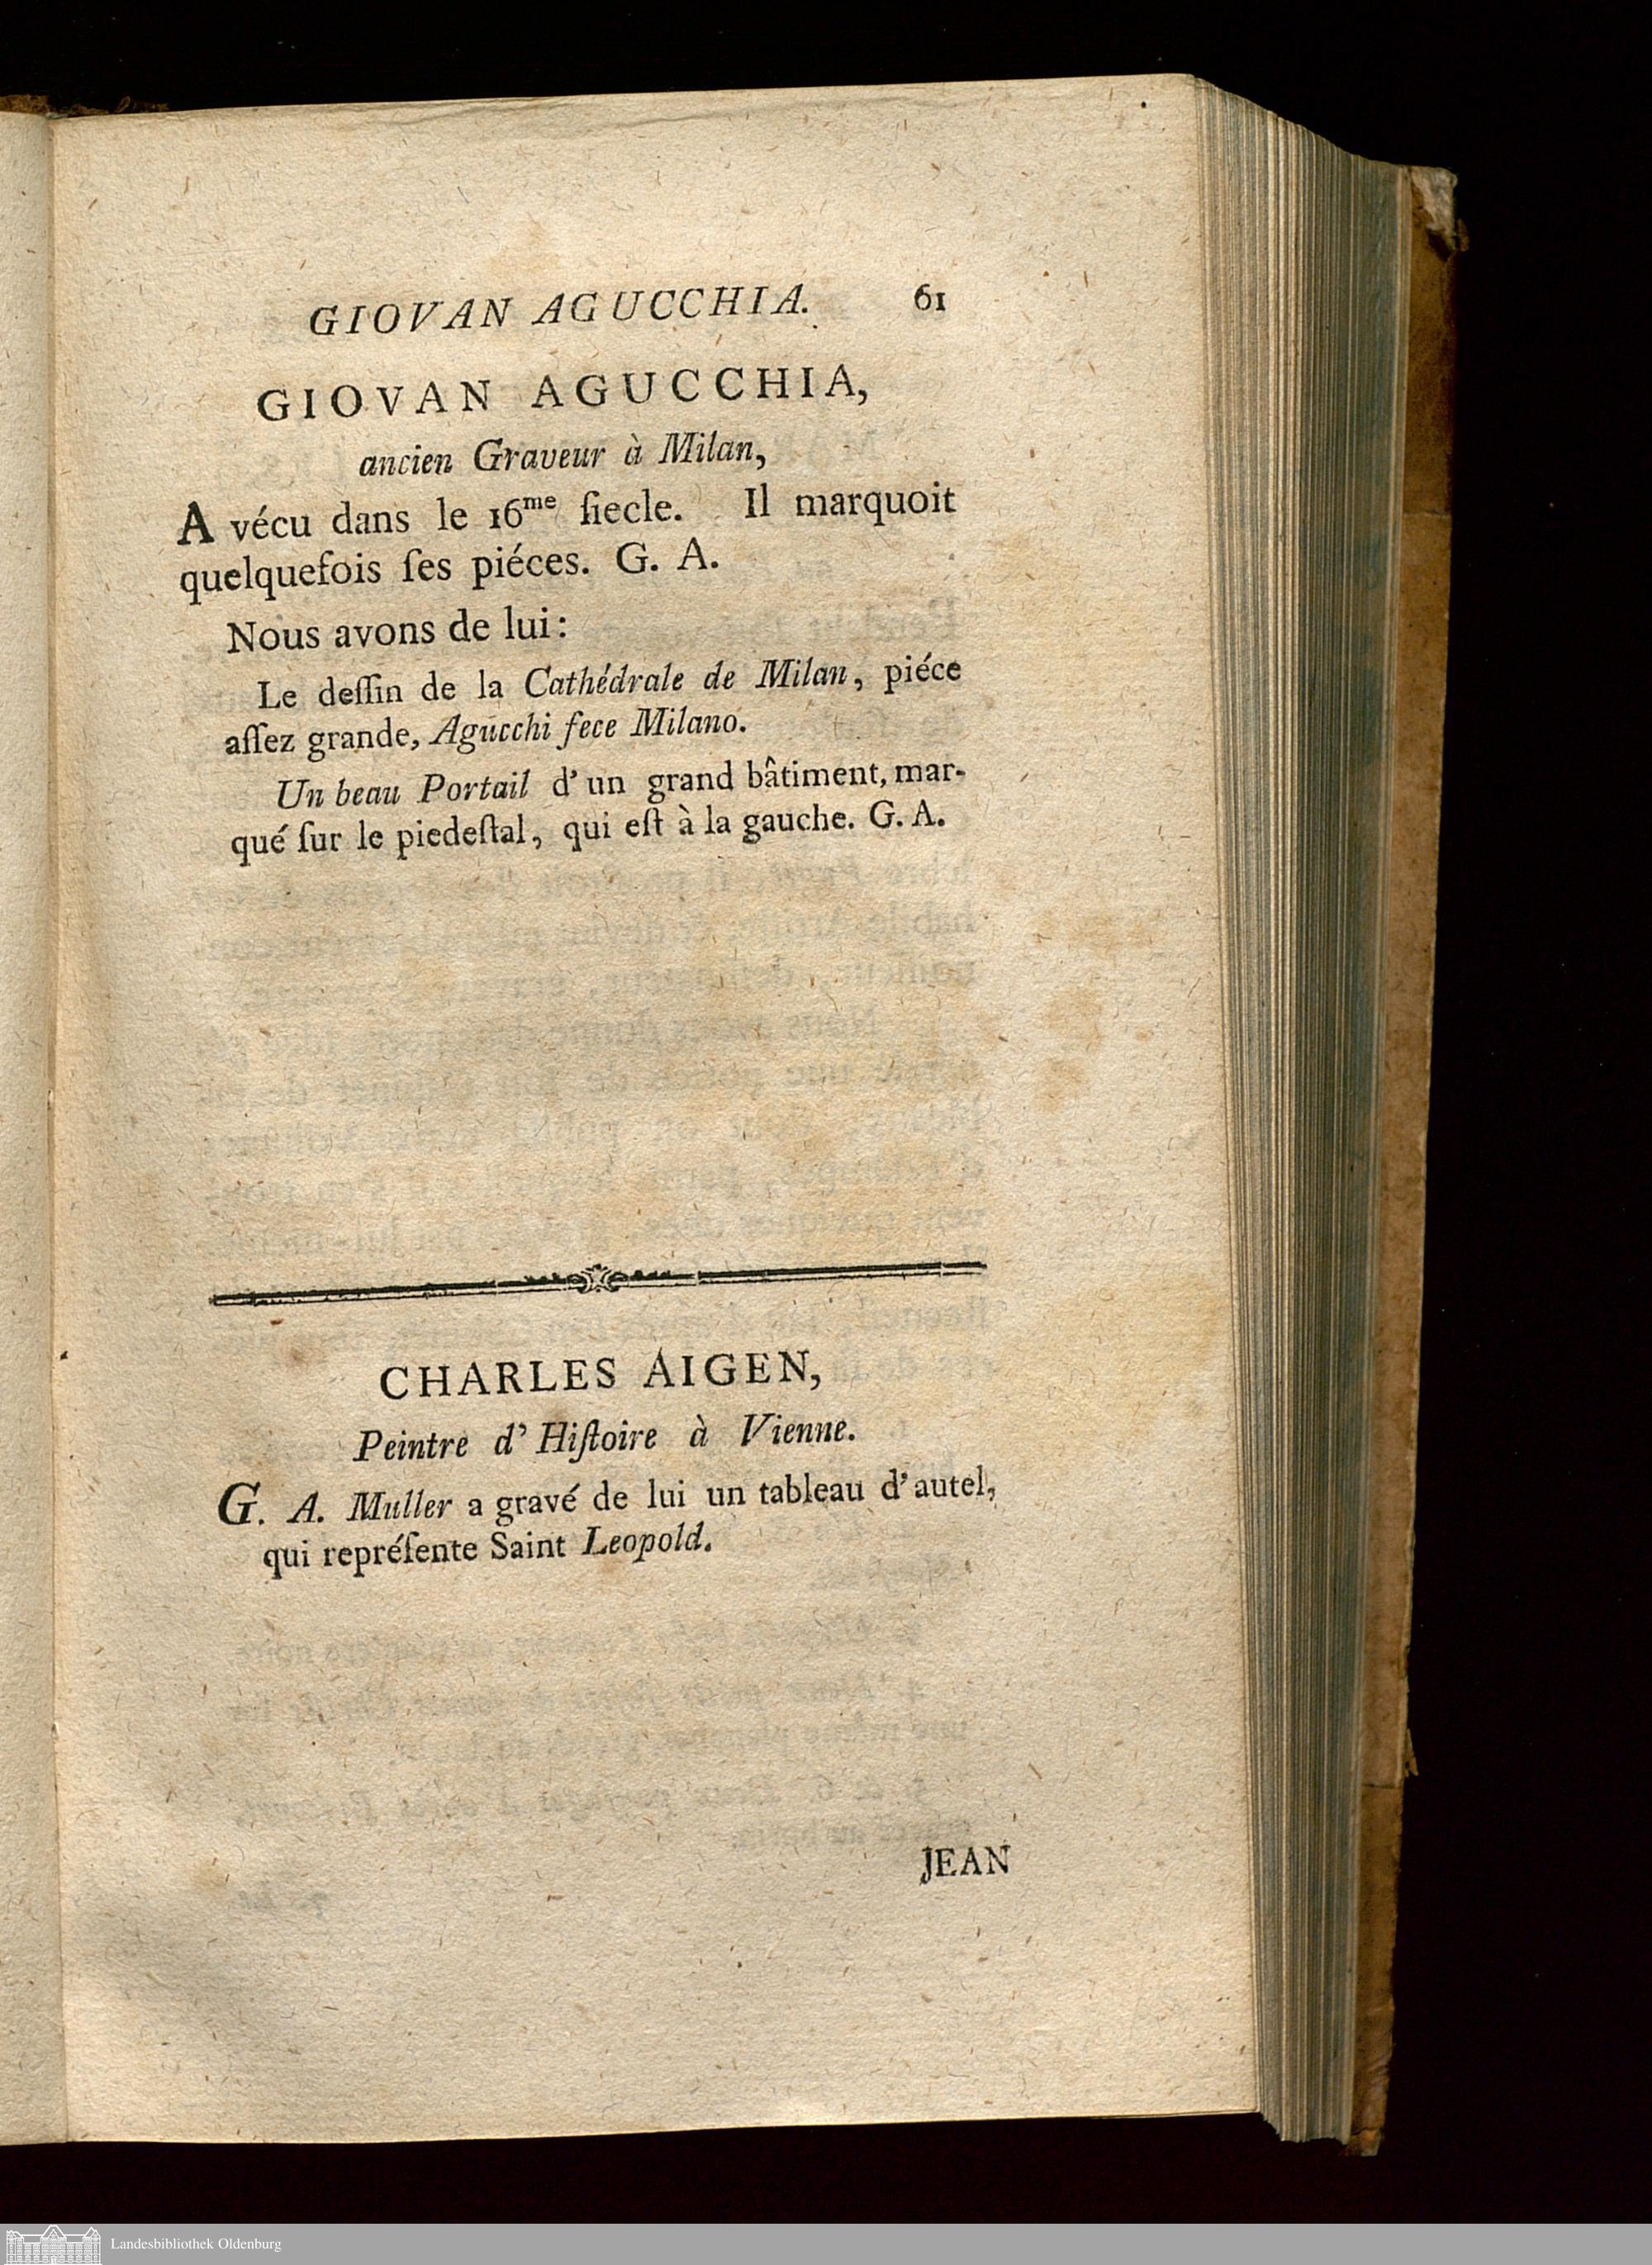 GIOVAN AGUCCHIA. 61
GIOVAN AGUCCHIA,
ancien Graveur à Milan,
A vécu dans le 16me ſiecle. Il marquoit
quelquefois ſes piéces. G. A.
Nous avons de lui:
Le deſſin de la Cathédrale de Milan, piéce
aſſez grande, Agucchi fece Milano.
Un beau Portail d' un grand bâtiment, mar-
qué ſur le piedeſtal, qui eſt à la gauche. G. A.
CHARLES AIGEN,
Peintre d' Hiſtoire à Vienne.
G. A. Muller a gravé de lui un tableau d'autel,
qui repréſente Saint Leopold.
JEAN
Landesbibliothek Oldenburg